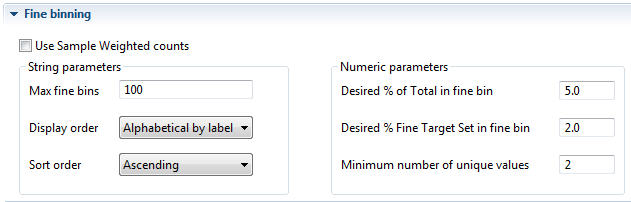 Fine binning
Use Sample Weighted counts
String parameters
Max fine bins 100
Display order Alphabetical by label
Sort order Ascending
Numeric parameters
Desired % of Total in fine bin 5.0
Desired % Fine Target Set in fine bin 2.0
Minimum number of unique values 2